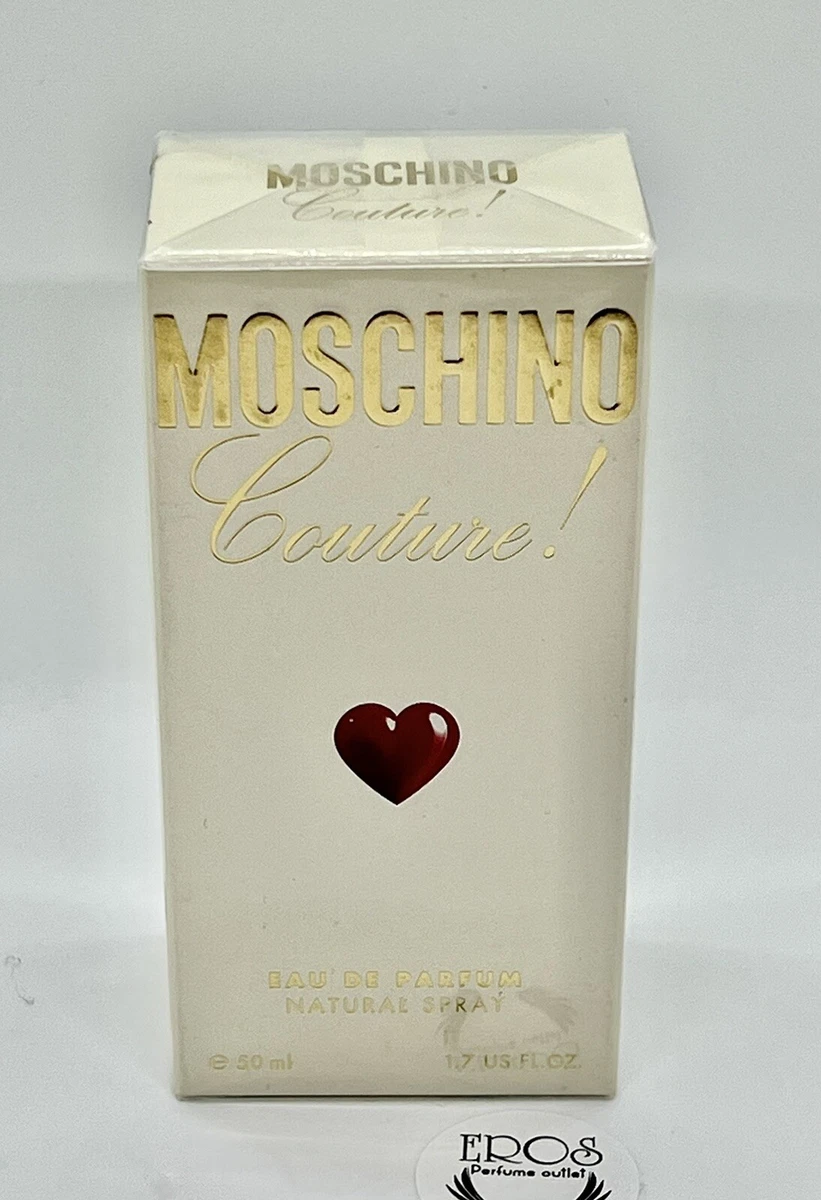 MOSCHINO
Couture!
MOSCHINO
Couture!
EAU DE PARFUM
NATURAL SPRAY
℮ 50 ml 1.7 US FL.OZ.
EROS
Perfume outlet